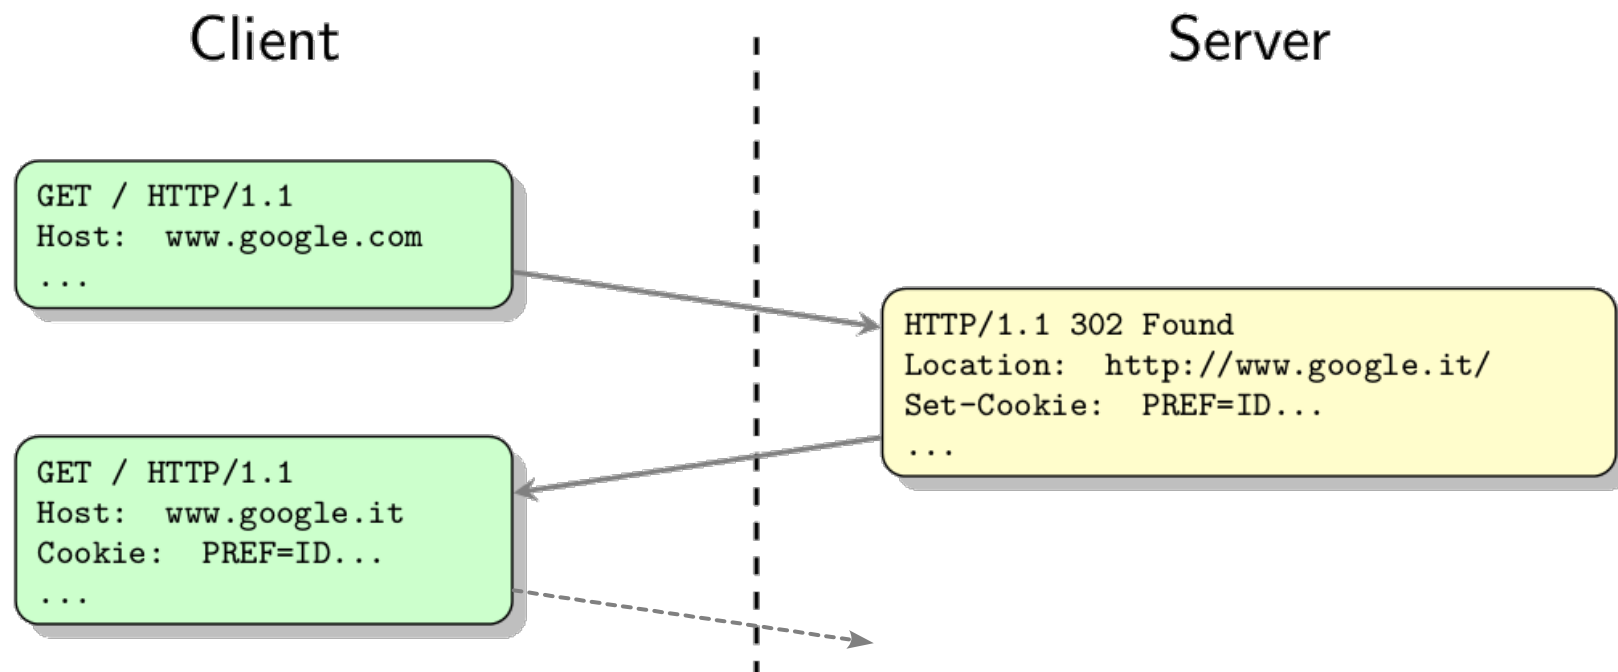 Client
Server
GET / HTTP/1.1
Host: www.google.com
...
HTTP/1.1 302 Found
Location: http://www.google.it/
Set-Cookie: PREF=ID...
...
GET / HTTP/1.1
Host: www.google.it
Cookie: PREF=ID...
...